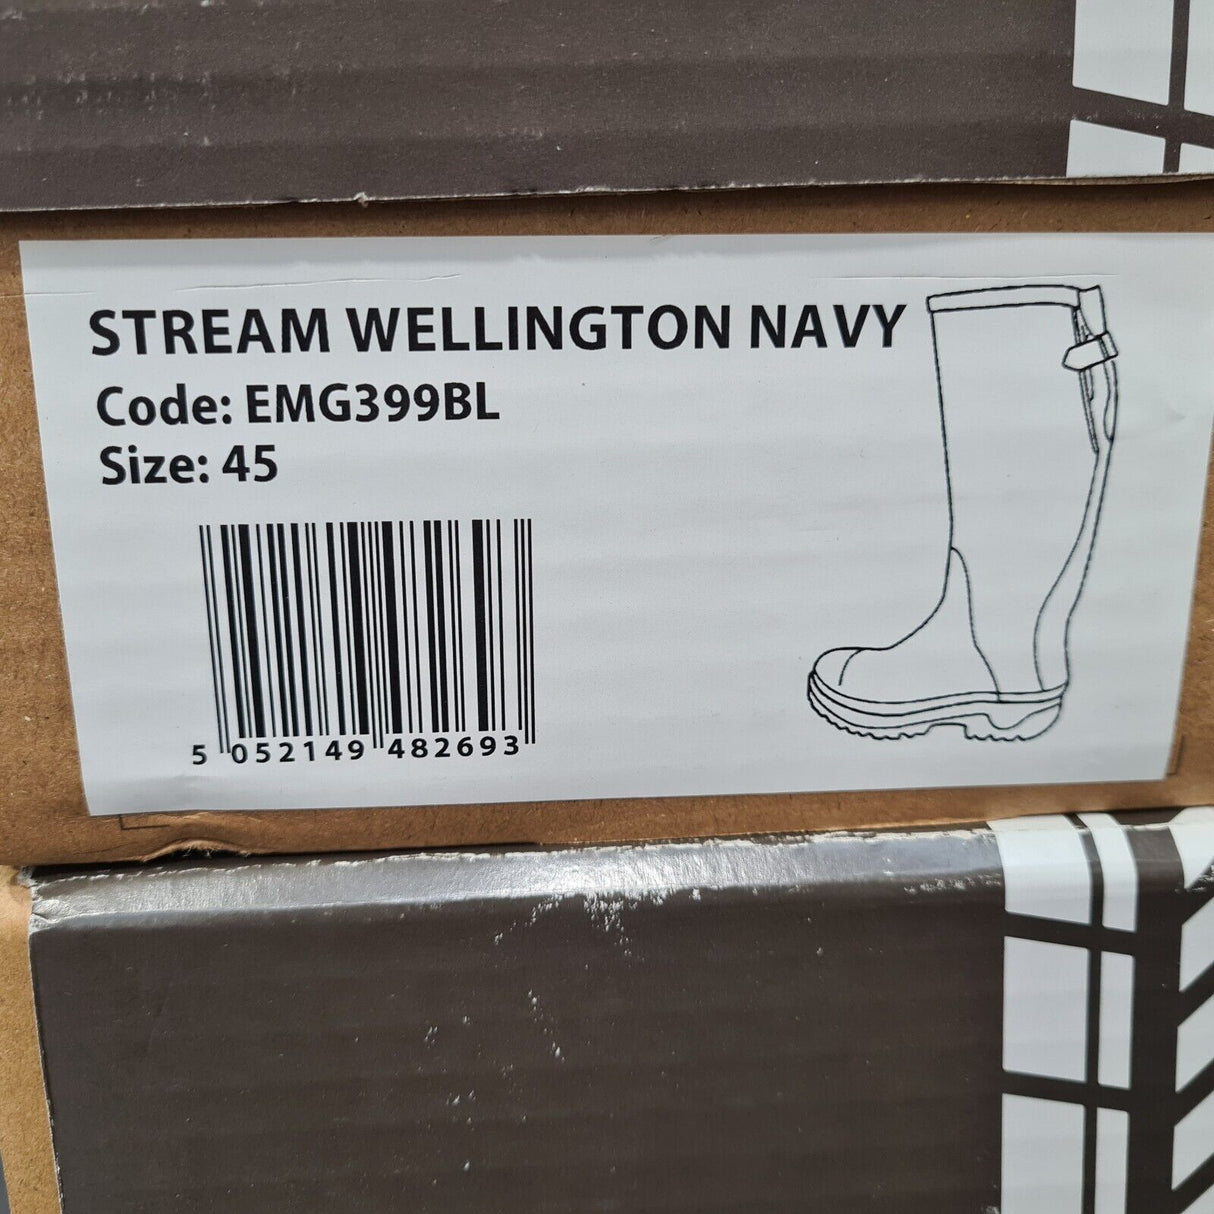 STREAM WELLINGTON NAVY
Code: EMG399BL
Size: 45
5 052149 482693